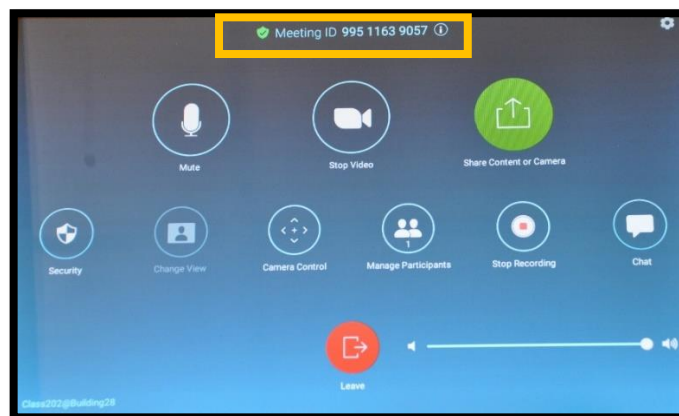 Meeting ID 995 1163 9057
Mute
Stop Video
Share Content or Camera
Security
Change View
Camera Control
1
Manage Participants
Stop Recording
Chat
Leave
Class202@Building28